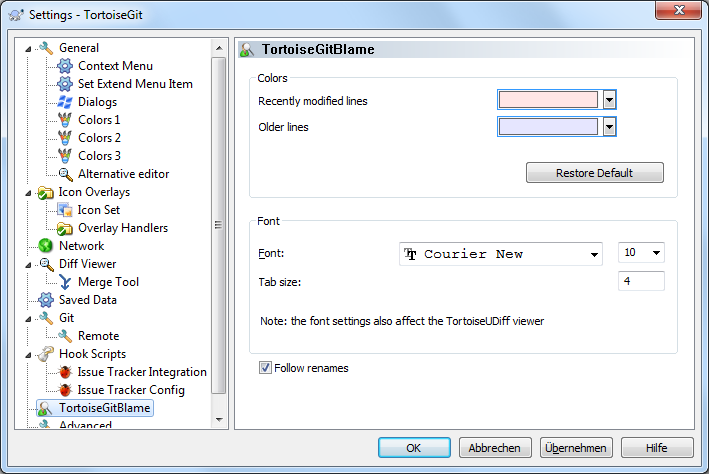 Settings - TortoiseGit
General
Context Menu
Set Extend Menu Item
Dialogs
Colors 1
Colors 2
Colors 3
Alternative editor
Icon Overlays
Icon Set
Overlay Handlers
Network
Diff Viewer
Merge Tool
Saved Data
Git
Remote
Hook Scripts
Issue Tracker Integration
Issue Tracker Config
TortoiseGitBlame
Advanced
TortoiseGitBlame
Colors
Recently modified lines
Older lines
Restore Default
Font
Font: Courier New 10
Tab size: 4
Note: the font settings also affect the TortoiseUDiff viewer
Follow renames
OK Abbrechen Übernehmen Hilfe